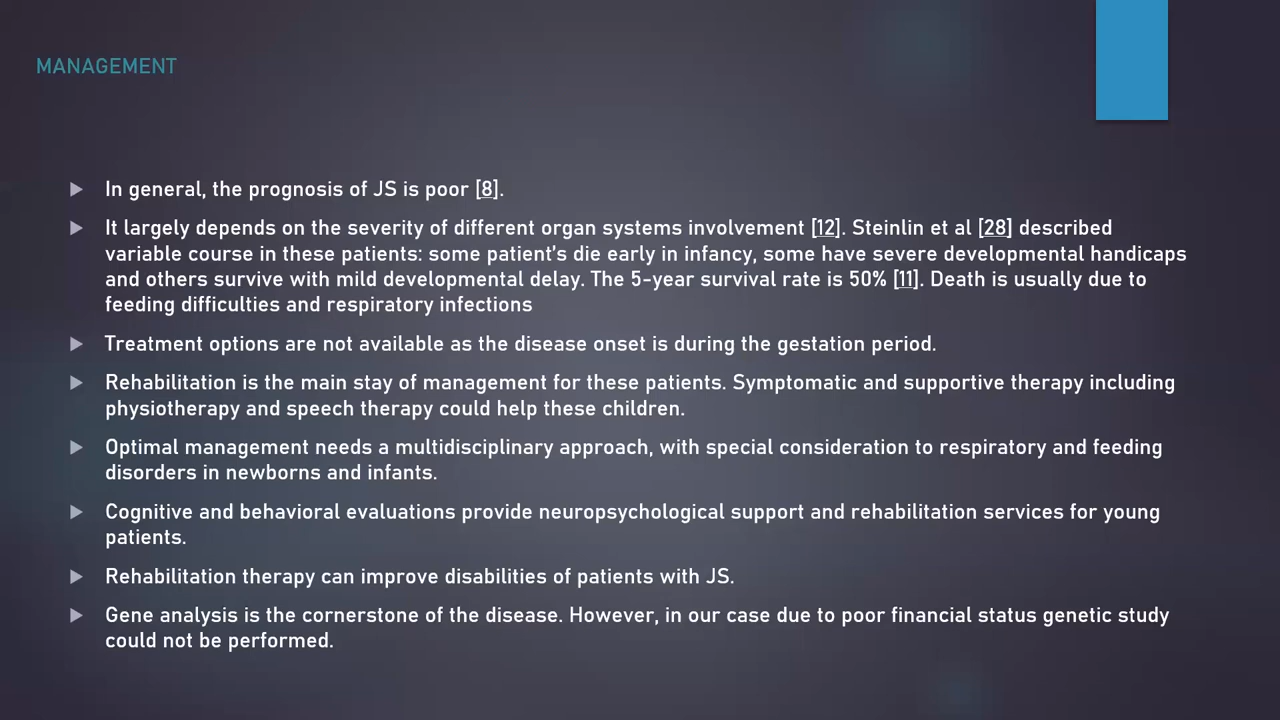 MANAGEMENT
In general, the prognosis of JS is poor [8].
It largely depends on the severity of different organ systems involvement [12]. Steinlin et al [28] described
variable course in these patients: some patient's die early in infancy, some have severe developmental handicaps
and others survive with mild developmental delay. The 5-year survival rate is 50% [11]. Death is usually due to
feeding difficulties and respiratory infections
Treatment options are not available as the disease onset is during the gestation period.
Rehabilitation is the main stay of management for these patients. Symptomatic and supportive therapy including
physiotherapy and speech therapy could help these children.
Optimal management needs a multidisciplinary approach, with special consideration to respiratory and feeding
disorders in newborns and infants.
Cognitive and behavioral evaluations provide neuropsychological support and rehabilitation services for young
patients.
Rehabilitation therapy can improve disabilities of patients with JS.
Gene analysis is the cornerstone of the disease. However, in our case due to poor financial status genetic study
could not be performed.